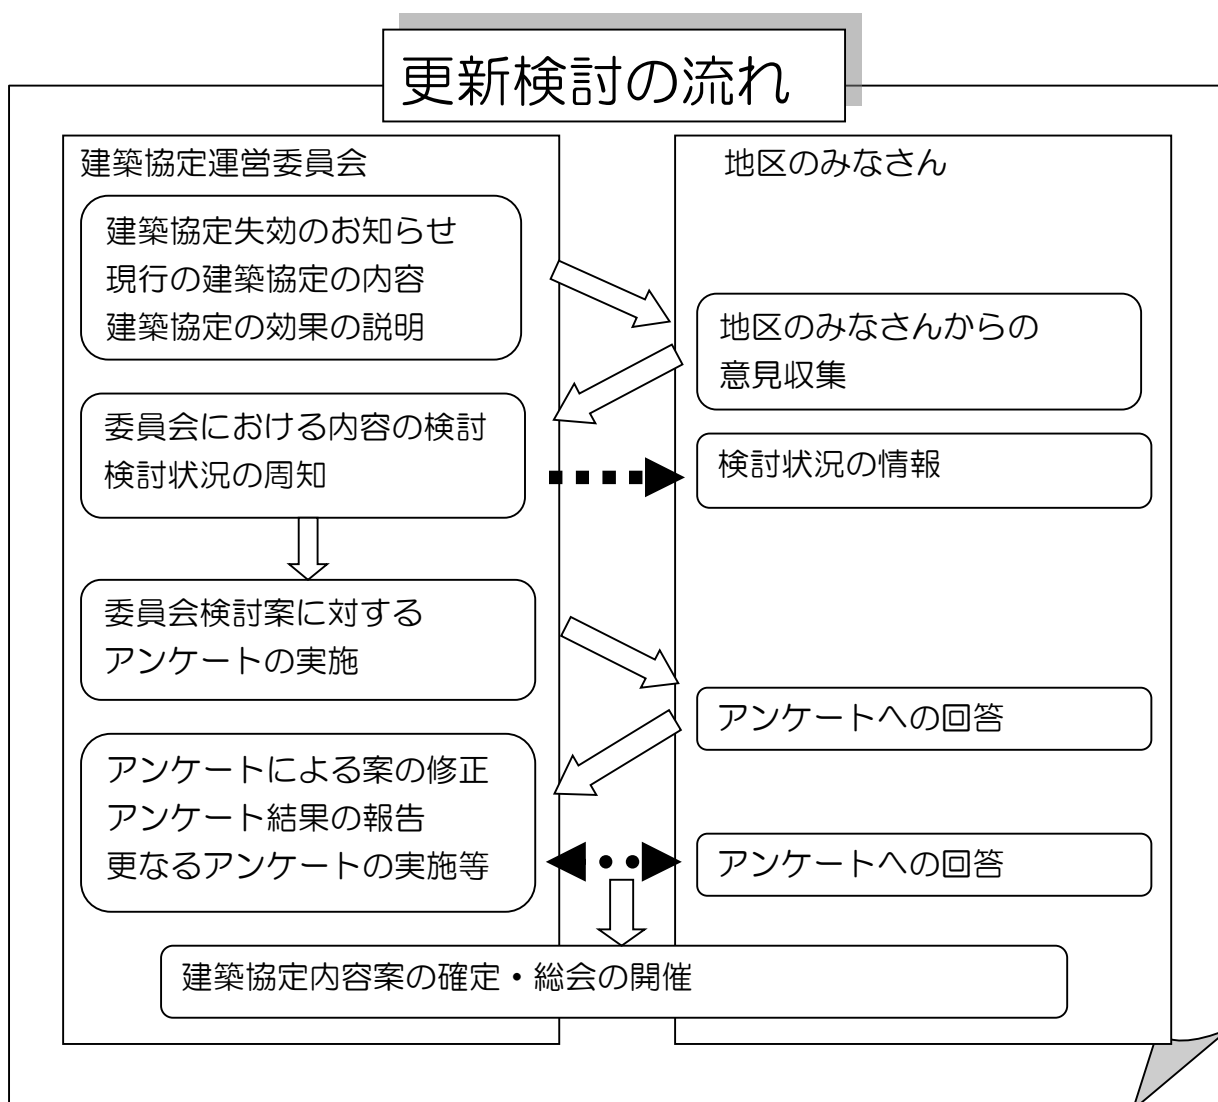 更新検討の流れ
建築協定運営委員会
地区のみなさん
建築協定失効のお知らせ
現行の建築協定の内容
建築協定の効果の説明
地区のみなさんからの
意見収集
委員会における内容の検討
検討状況の周知
検討状況の情報
委員会検討案に対する
アンケートの実施
アンケートへの回答
アンケートによる案の修正
アンケート結果の報告
更なるアンケートの実施等
アンケートへの回答
建築協定内容案の確定・総会の開催